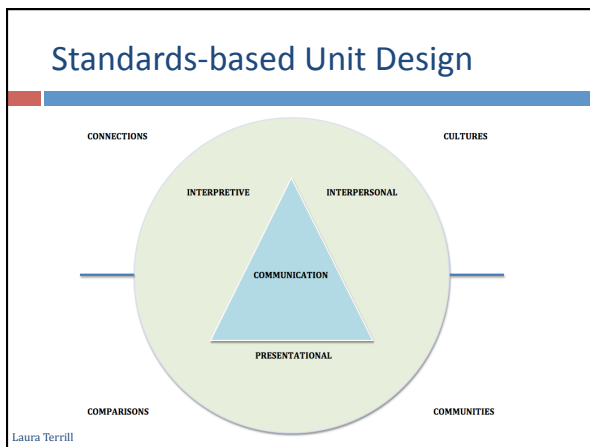 Standards-based Unit Design
CONNECTIONS
CULTURES
INTERPRETIVE
INTERPERSONAL
COMMUNICATION
PRESENTATIONAL
COMPARISONS
COMMUNITIES
Laura Terrill